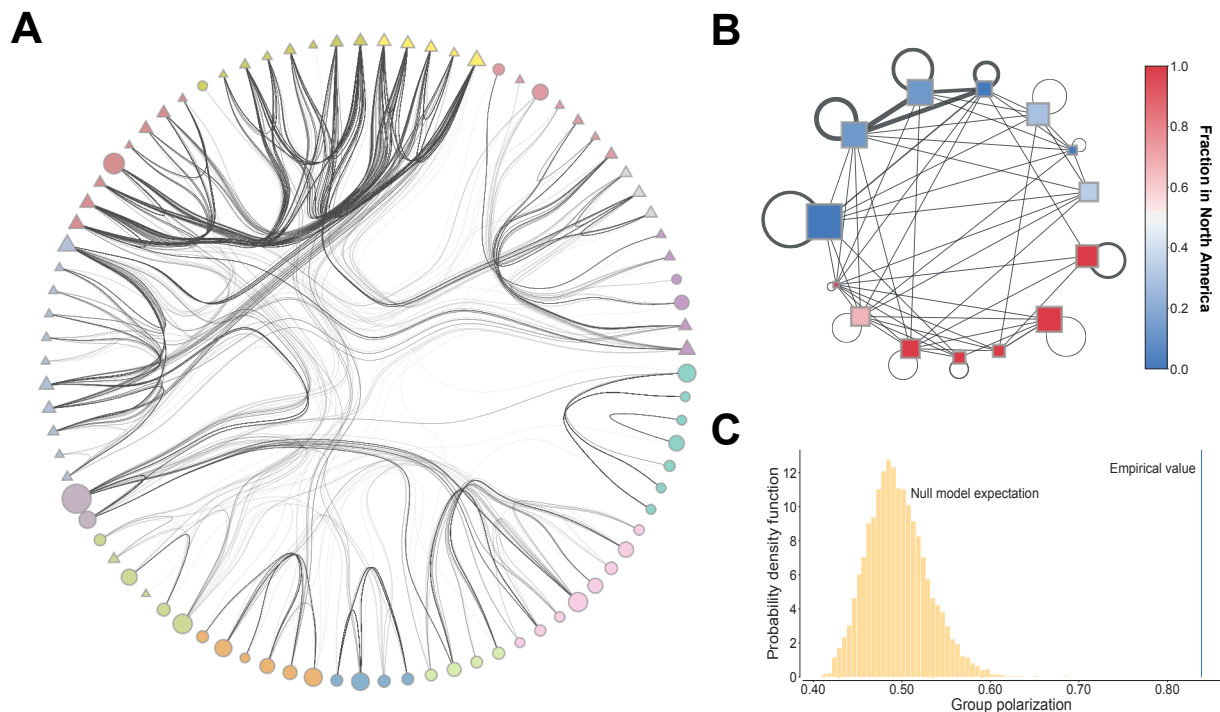 A
B
1.0
0.8
0.6
0.4
0.2
0.0
Fraction in North America
C
Probability density function
12
10
8
6
4
2
0
Empirical value
Null model expectation
0.40
0.50
0.60
0.70
0.80
Group polarization